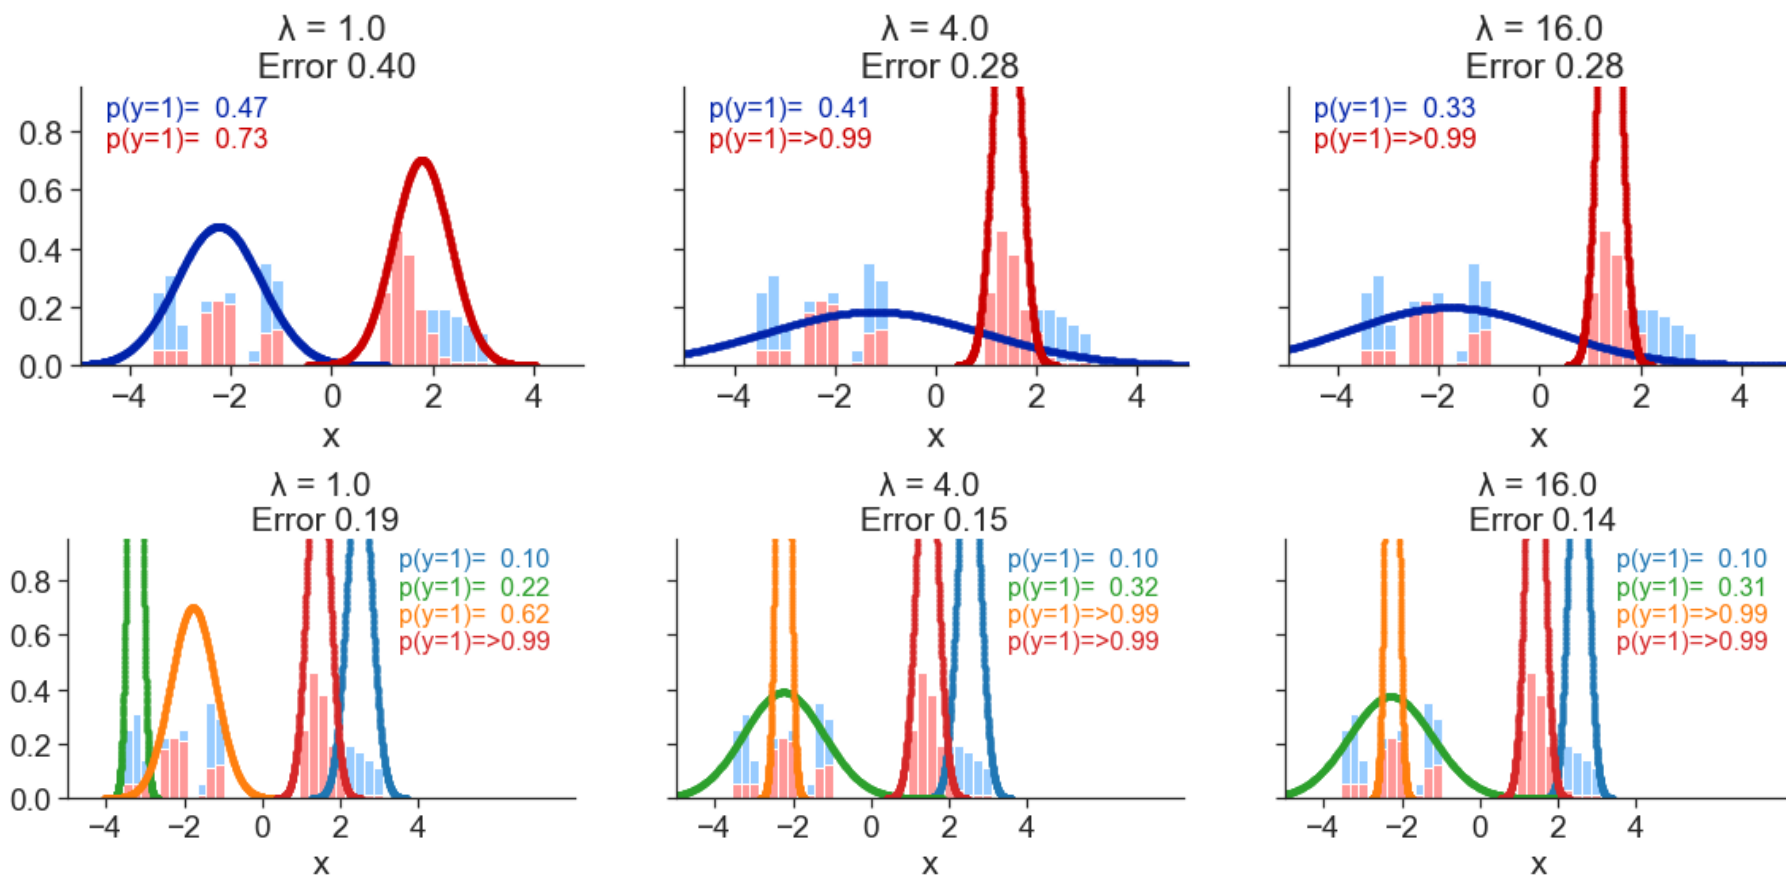 λ = 1.0
Error 0.40
p(y=1)= 0.47
p(y=1)= 0.73
0.8
0.6
0.4
0.2
0.0
−4 −2 0 2 4
x
λ = 4.0
Error 0.28
p(y=1)= 0.41
p(y=1)=>0.99
−4 −2 0 2 4
x
λ = 16.0
Error 0.28
p(y=1)= 0.33
p(y=1)=>0.99
−4 −2 0 2 4
x
λ = 1.0
Error 0.19
p(y=1)= 0.10
p(y=1)= 0.22
p(y=1)= 0.62
p(y=1)=>0.99
0.8
0.6
0.4
0.2
0.0
−4 −2 0 2 4
x
λ = 4.0
Error 0.15
p(y=1)= 0.10
p(y=1)= 0.32
p(y=1)=>0.99
p(y=1)=>0.99
−4 −2 0 2 4
x
λ = 16.0
Error 0.14
p(y=1)= 0.10
p(y=1)= 0.31
p(y=1)=>0.99
p(y=1)=>0.99
−4 −2 0 2 4
x